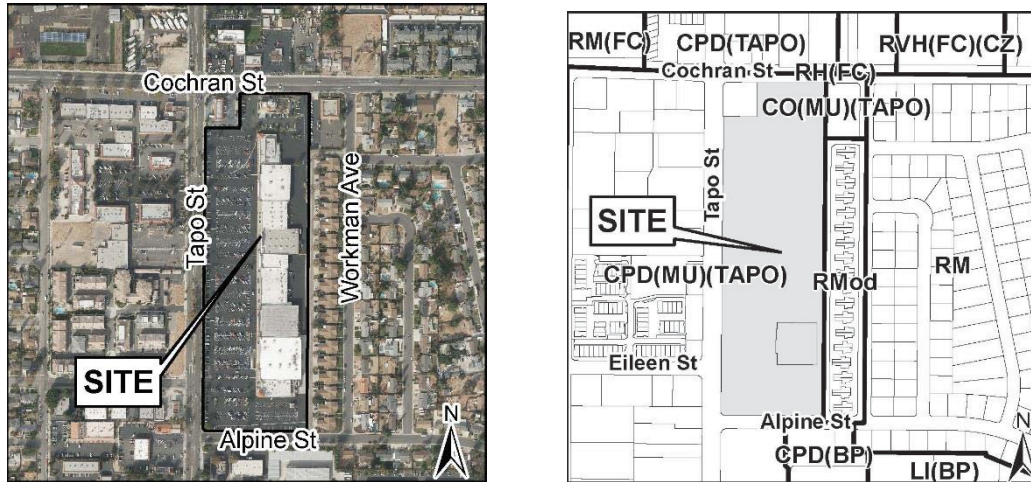 Cochran St
Tapo St
Workman Ave
SITE
Alpine St
N
RM(FC)
CPD(TAPO)
RVH(FC)(CZ)
Cochran St
RH(FC)
CO(MU)(TAPO)
Tapo St
SITE
CPD(MU)(TAPO)
RMod
RM
Eileen St
Alpine St
N
CPD(BP)
LI(BP)